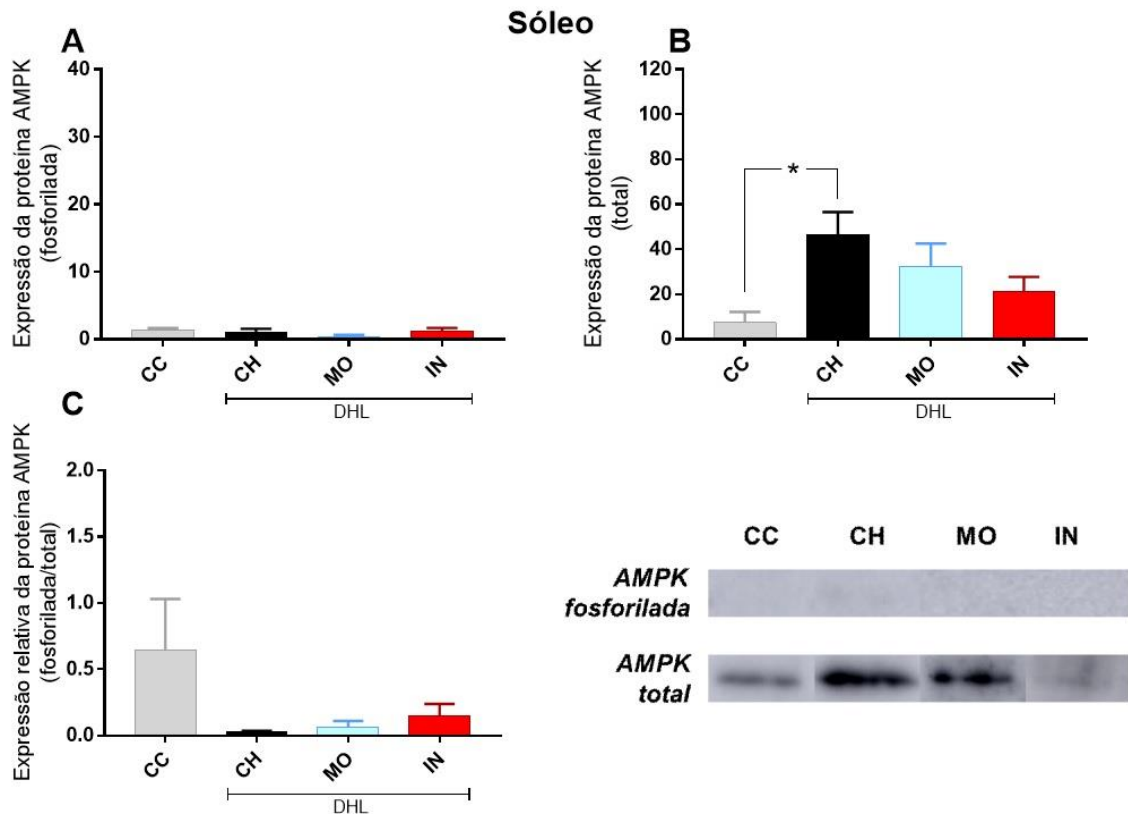 Sóleo
A
Expressão da proteína AMPK
(fosforilada)
40
30
20
10
0
CC
CH
MO
IN
DHL
B
Expressão da proteína AMPK
(total)
120
100
80
60
40
20
0
*
CC
CH
MO
IN
DHL
C
Expressão relativa da proteína AMPK
(fosforilada/total)
2.0
1.5
1.0
0.5
0.0
CC
CH
MO
IN
DHL
CC CH MO IN
AMPK
fosforilada
AMPK
total